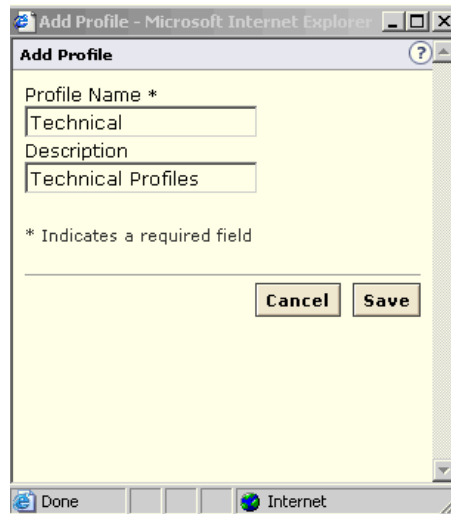 Add Profile - Microsoft Internet Explorer
Add Profile
?
Profile Name *
Technical
Description
Technical Profiles
* Indicates a required field
Cancel Save
Done Internet